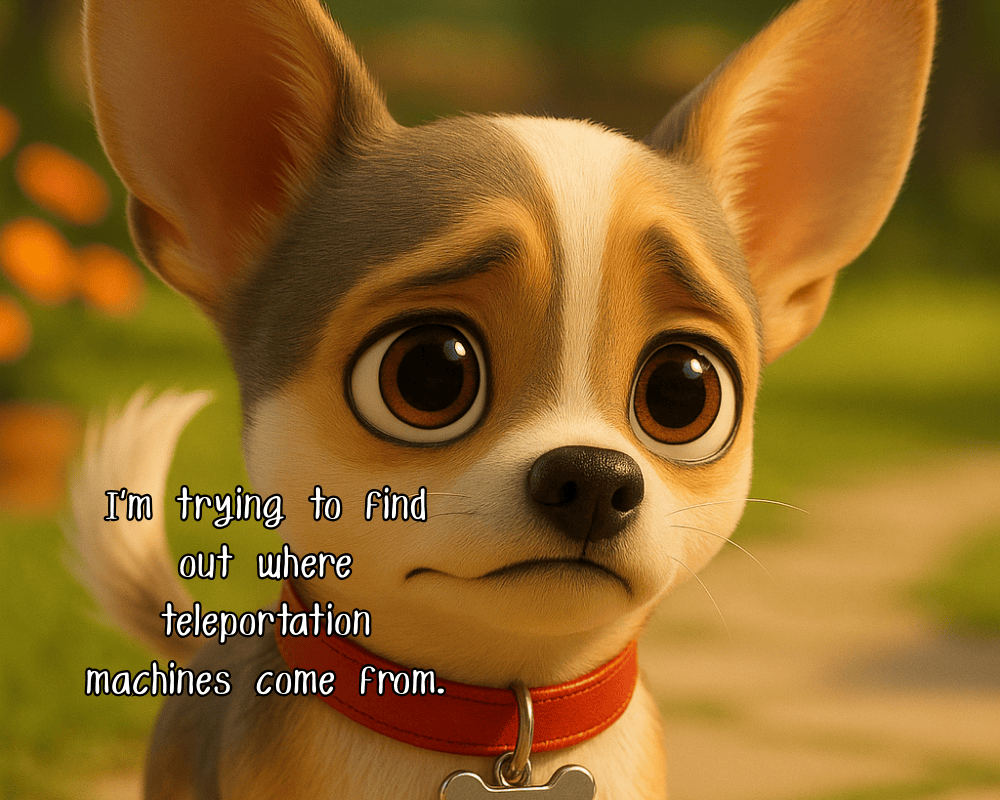 I'm trying to find
out where
teleportation
machines come from.